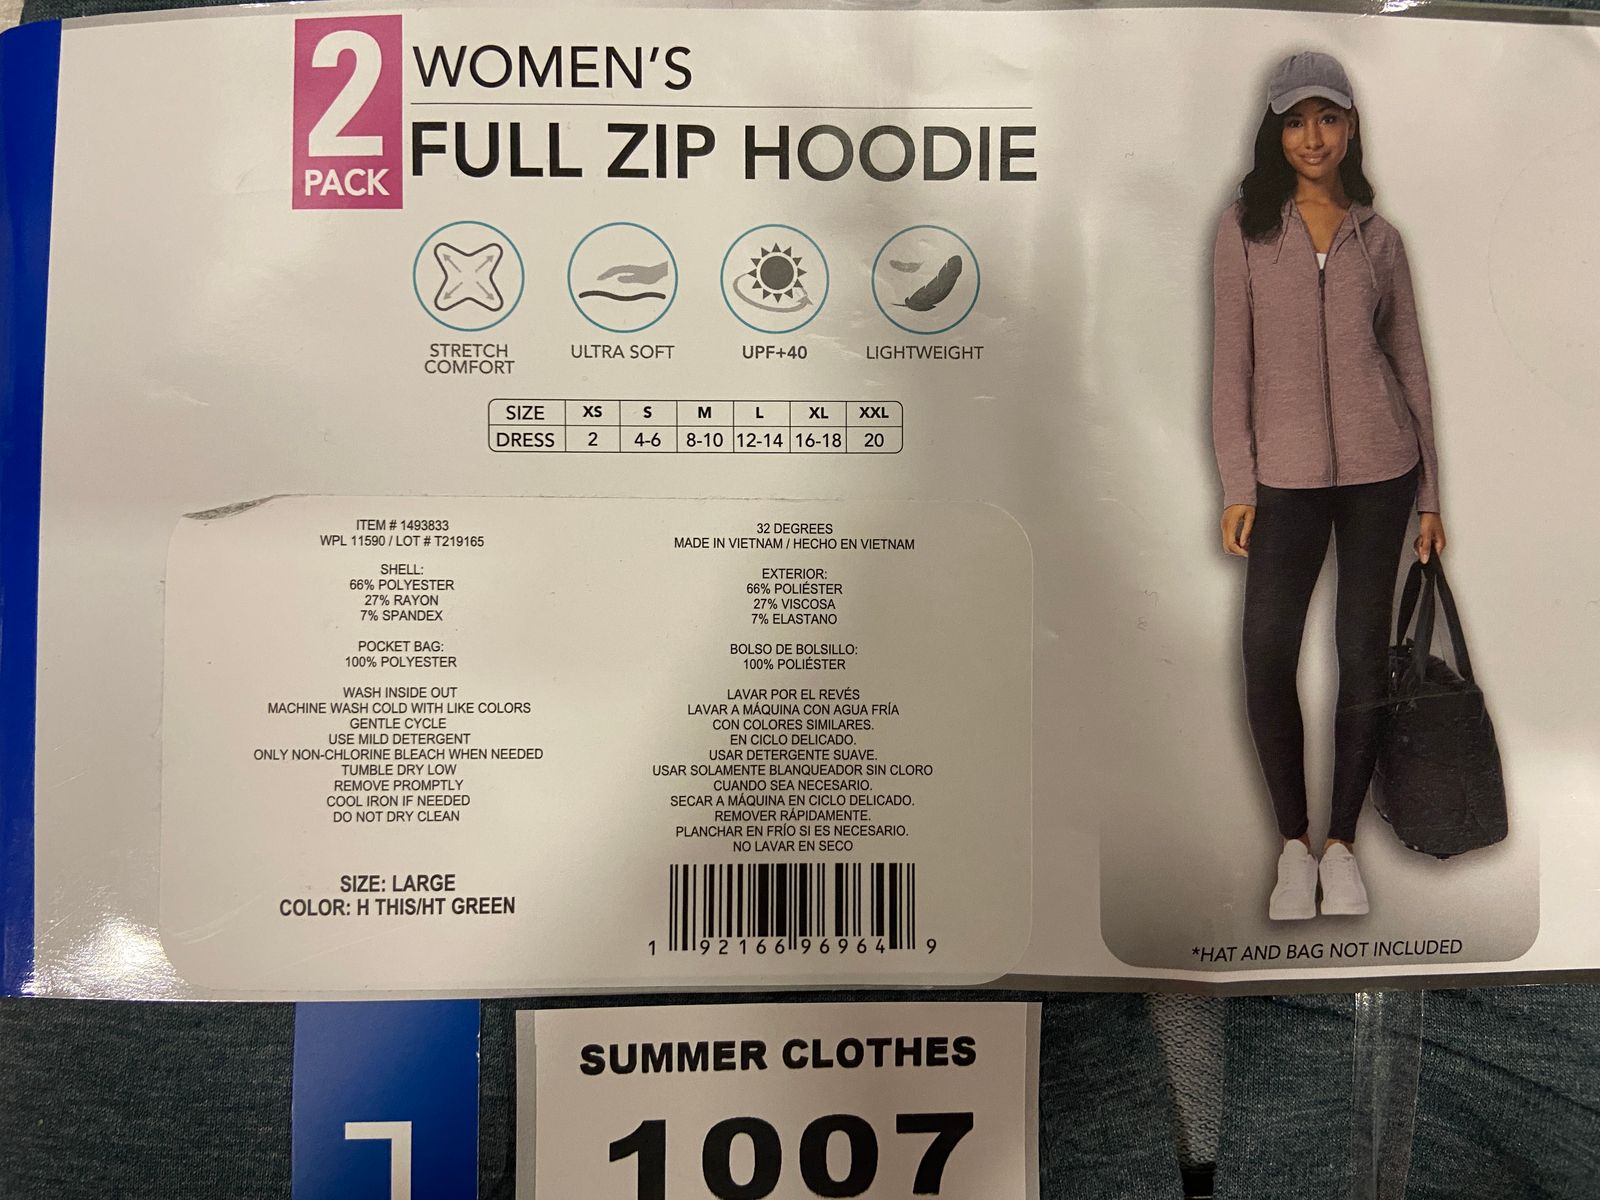 2
PACK
WOMEN'S
FULL ZIP HOODIE
STRETCH
COMFORT
ULTRA SOFT
UPF+40
LIGHTWEIGHT
SIZE XS S M L XL XXL
DRESS 2 4-6 8-10 12-14 16-18 20
ITEM # 1493833
WPL 11590 / LOT # T219165
SHELL:
66% POLYESTER
27% RAYON
7% SPANDEX
POCKET BAG:
100% POLYESTER
WASH INSIDE OUT
MACHINE WASH COLD WITH LIKE COLORS
GENTLE CYCLE
USE MILD DETERGENT
ONLY NON-CHLORINE BLEACH WHEN NEEDED
TUMBLE DRY LOW
REMOVE PROMPTLY
COOL IRON IF NEEDED
DO NOT DRY CLEAN
SIZE: LARGE
COLOR: H THIS/HT GREEN
32 DEGREES
MADE IN VIETNAM / HECHO EN VIETNAM
EXTERIOR:
66% POLIÉSTER
27% VISCOSA
7% ELASTANO
BOLSO DE BOLSILLO:
100% POLIÉSTER
LAVAR POR EL REVÉS
LAVAR A MÁQUINA CON AGUA FRÍA
CON COLORES SIMILARES.
EN CICLO DELICADO.
USAR DETERGENTE SUAVE.
USAR SOLAMENTE BLANQUEADOR SIN CLORO
CUANDO SEA NECESARIO.
SECAR A MÁQUINA EN CICLO DELICADO.
REMOVER RÁPIDAMENTE.
PLANCHAR EN FRÍO SI ES NECESARIO.
NO LAVAR EN SECO
1 92166 96964 9
*HAT AND BAG NOT INCLUDED
L
SUMMER CLOTHES
1007